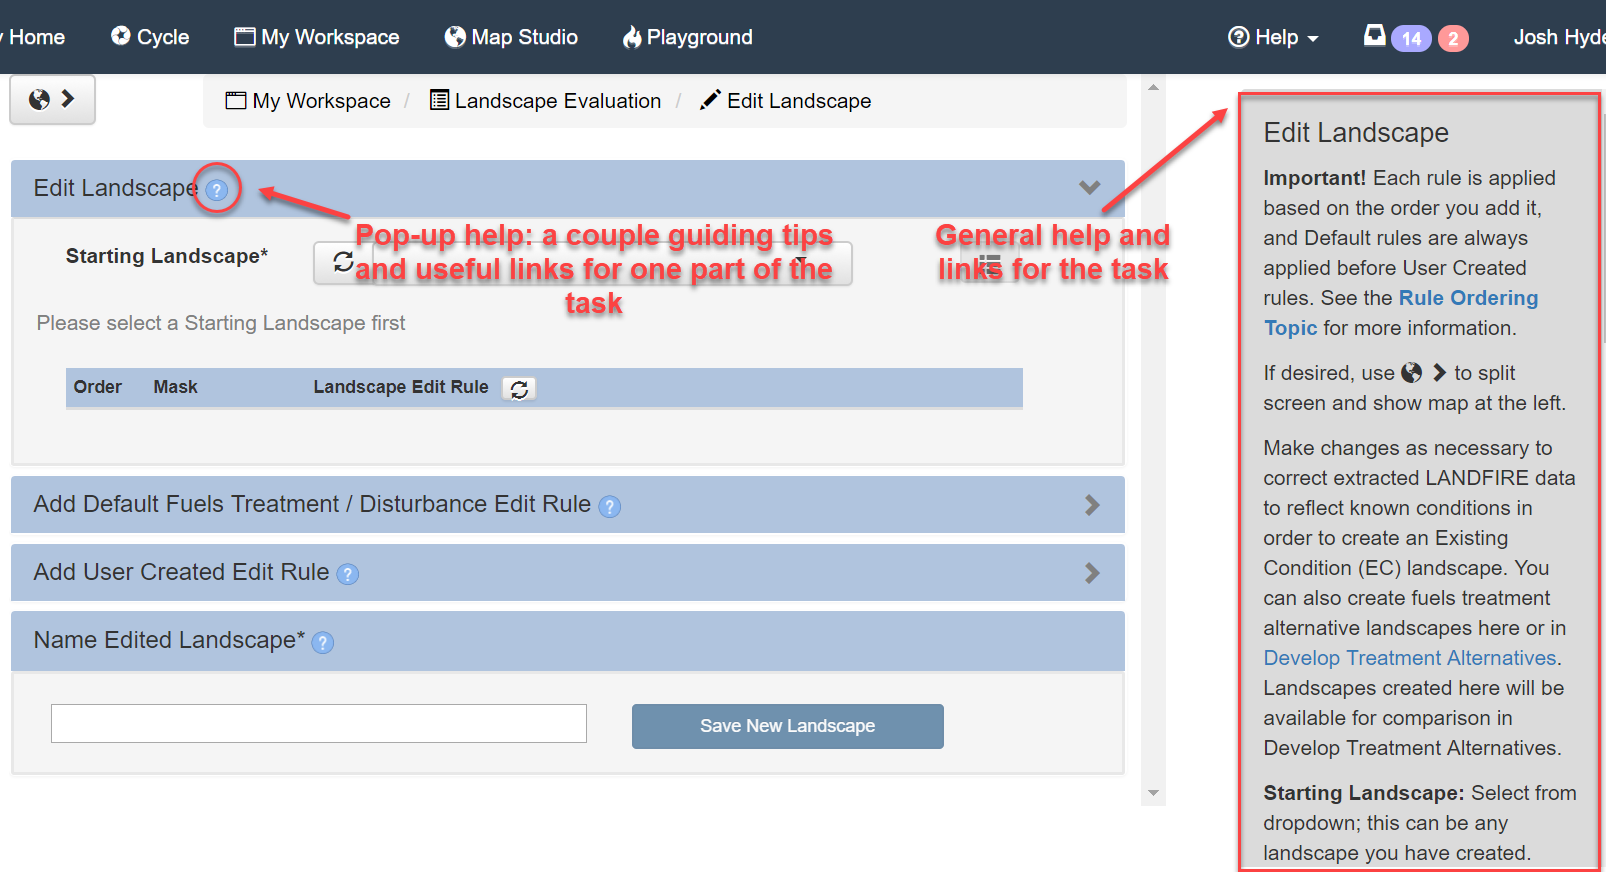 y Home Cycle My Workspace Map Studio Playground Help 14 2 Josh Hyde
My Workspace / Landscape Evaluation / Edit Landscape
Edit Landscape ?
Pop-up help: a couple guiding tips
and useful links for one part of the
task
Starting Landscape*
Please select a Starting Landscape first
Order Mask Landscape Edit Rule
Add Default Fuels Treatment / Disturbance Edit Rule ?
Add User Created Edit Rule ?
Name Edited Landscape* ?
Save New Landscape
General help and
links for the task
Edit Landscape
Important! Each rule is applied
based on the order you add it,
and Default rules are always
applied before User Created
rules. See the Rule Ordering
Topic for more information.
If desired, use > to split
screen and show map at the left.
Make changes as necessary to
correct extracted LANDFIRE data
to reflect known conditions in
order to create an Existing
Condition (EC) landscape. You
can also create fuels treatment
alternative landscapes here or in
Develop Treatment Alternatives.
Landscapes created here will be
available for comparison in
Develop Treatment Alternatives.
Starting Landscape: Select from
dropdown; this can be any
landscape you have created.